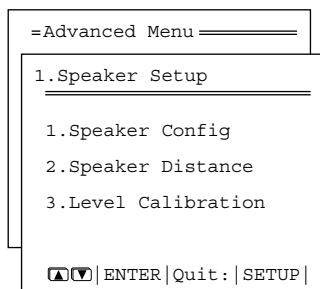 =Advanced Menu
1.Speaker Setup
1.Speaker Config
2.Speaker Distance
3.Level Calibration
▲▼|ENTER|Quit:|SETUP|